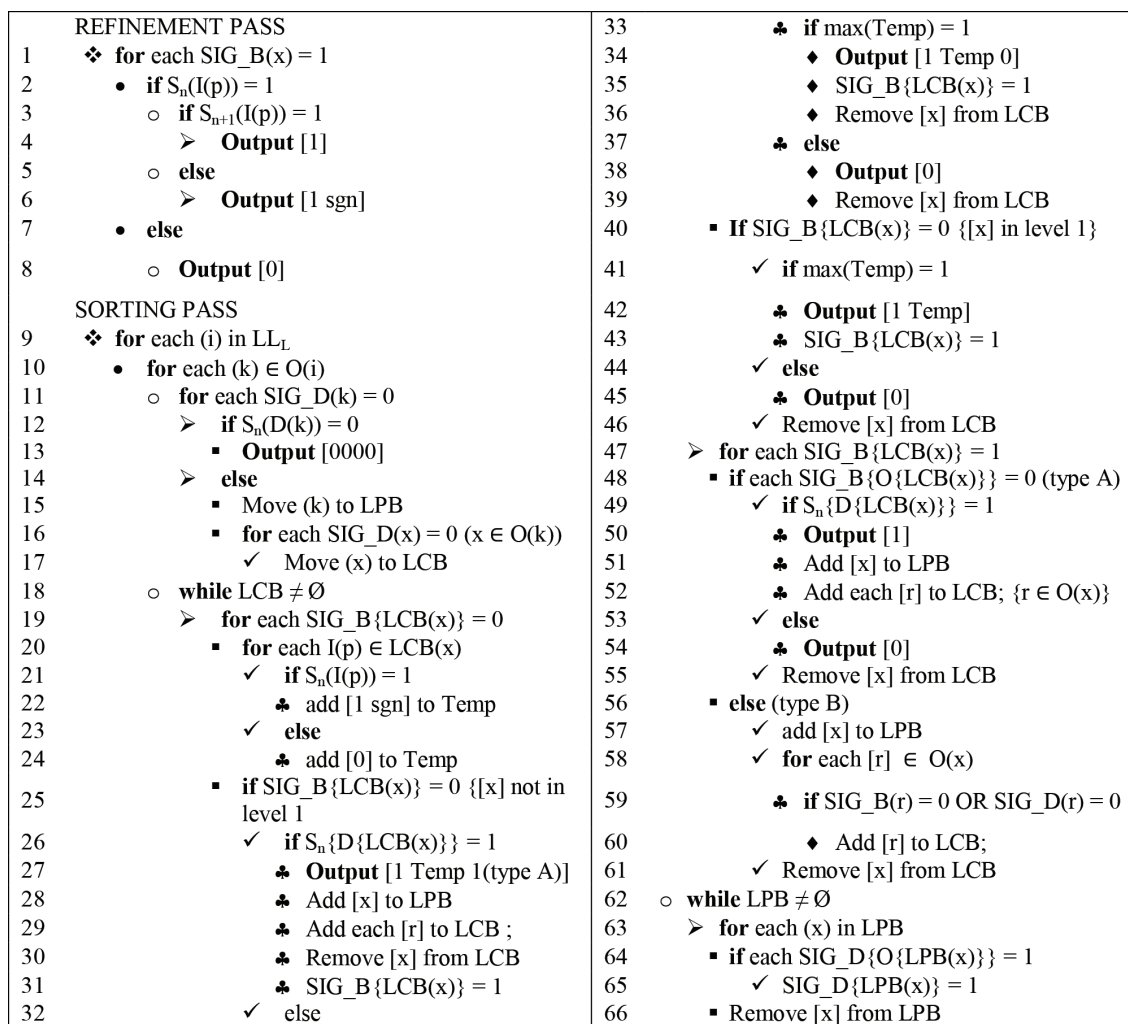 REFINEMENT PASS
1 ❖ for each SIG_B(x) = 1
2 • if Sn(I(p)) = 1
3 ○ if Sn+1(I(p)) = 1
4 ➢ Output [1]
5 ○ else
6 ➢ Output [1 sgn]
7 • else
8 ○ Output [0]
SORTING PASS
9 ❖ for each (i) in LLL
10 • for each (k) ∈ O(i)
11 ○ for each SIG_D(k) = 0
12 ➢ if Sn(D(k)) = 0
13 ▪ Output [0000]
14 ➢ else
15 ▪ Move (k) to LPB
16 ▪ for each SIG_D(x) = 0 (x ∈ O(k))
17 ✓ Move (x) to LCB
18 ○ while LCB ≠ Ø
19 ➢ for each SIG_B{LCB(x)} = 0
20 ▪ for each I(p) ∈ LCB(x)
21 ✓ if Sn(I(p)) = 1
22 ♣ add [1 sgn] to Temp
23 ✓ else
24 ♣ add [0] to Temp
25 ▪ if SIG_B{LCB(x)} = 0 {[x] not in
level 1
26 ✓ if Sn{D{LCB(x)}} = 1
27 ♣ Output [1 Temp 1(type A)]
28 ♣ Add [x] to LPB
29 ♣ Add each [r] to LCB ;
30 ♣ Remove [x] from LCB
31 ♣ SIG_B{LCB(x)} = 1
32 ✓ else
33 ♣ if max(Temp) = 1
34 ♦ Output [1 Temp 0]
35 ♦ SIG_B{LCB(x)} = 1
36 ♦ Remove [x] from LCB
37 ♣ else
38 ♦ Output [0]
39 ♦ Remove [x] from LCB
40 ▪ If SIG_B{LCB(x)} = 0 {[x] in level 1}
41 ✓ if max(Temp) = 1
42 ♣ Output [1 Temp]
43 ♣ SIG_B{LCB(x)} = 1
44 ✓ else
45 ♣ Output [0]
46 ✓ Remove [x] from LCB
47 ➢ for each SIG_B{LCB(x)} = 1
48 ▪ if each SIG_B{O{LCB(x)}} = 0 (type A)
49 ✓ if Sn{D{LCB(x)}} = 1
50 ♣ Output [1]
51 ♣ Add [x] to LPB
52 ♣ Add each [r] to LCB; {r ∈ O(x)}
53 ✓ else
54 ♣ Output [0]
55 ✓ Remove [x] from LCB
56 ▪ else (type B)
57 ✓ add [x] to LPB
58 ✓ for each [r] ∈ O(x)
59 ♣ if SIG_B(r) = 0 OR SIG_D(r) = 0
60 ♦ Add [r] to LCB;
61 ✓ Remove [x] from LCB
62 ○ while LPB ≠ Ø
63 ➢ for each (x) in LPB
64 ▪ if each SIG_D{O{LPB(x)}} = 1
65 ✓ SIG_D{LPB(x)} = 1
66 ▪ Remove [x] from LPB